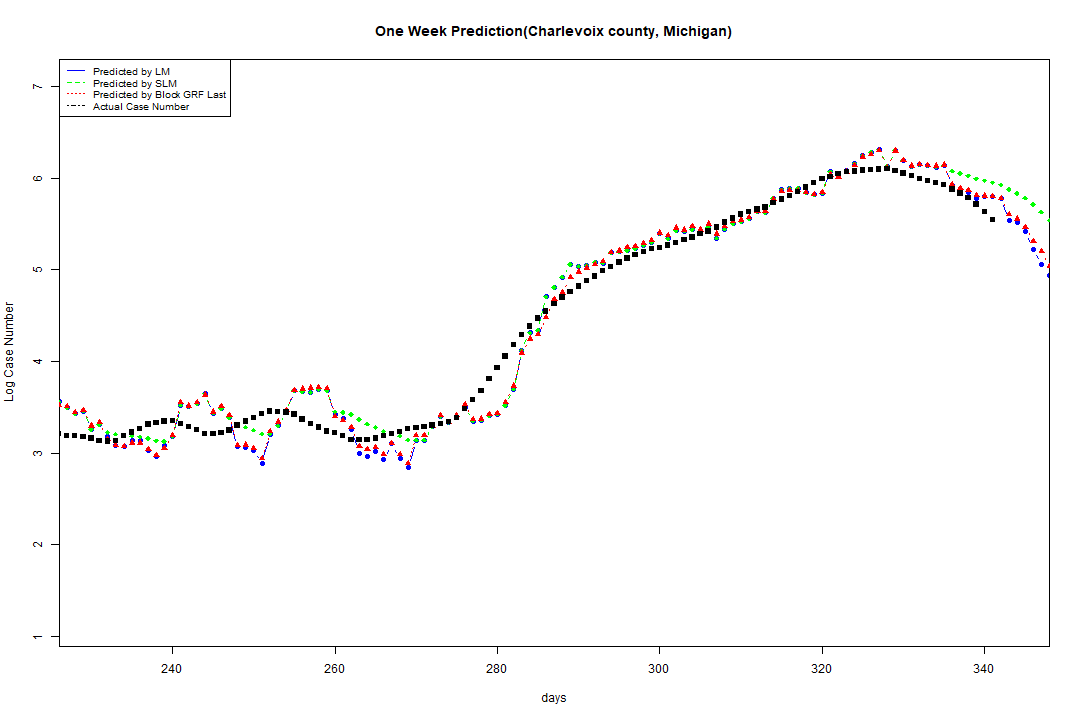 One Week Prediction(Charlevoix county, Michigan)
Predicted by LM
Predicted by SLM
Predicted by Block GRF Last
Actual Case Number
7
6
5
4
3
2
1
Log Case Number
240 260 280 300 320 340
days